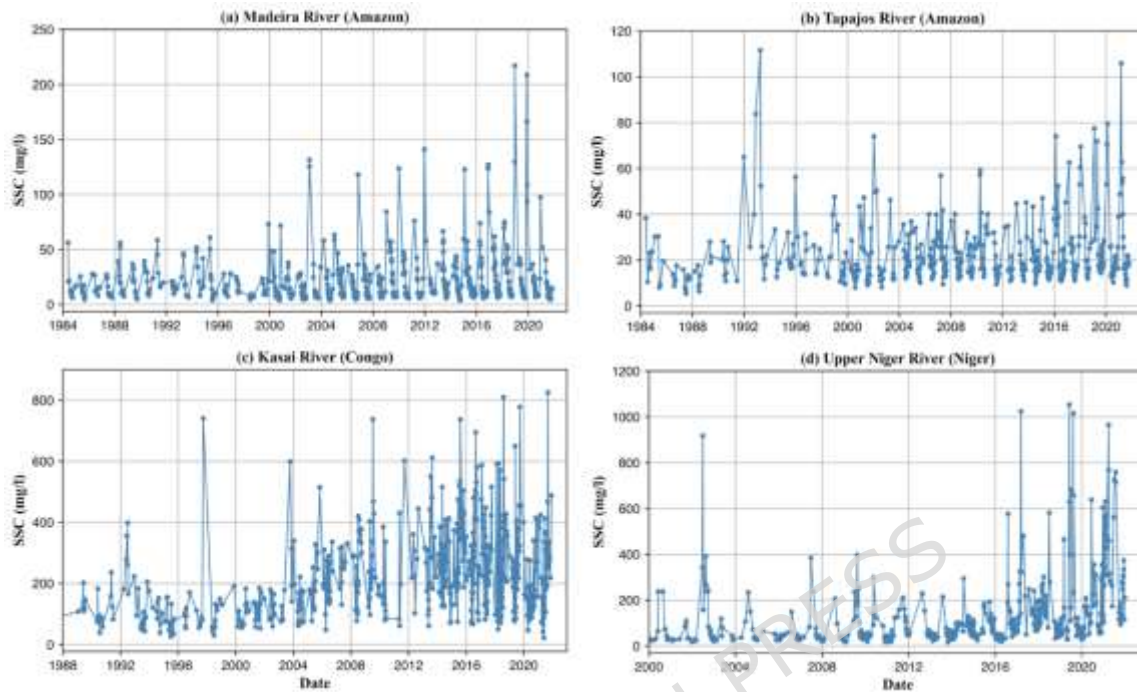 (a) Madeira River (Amazon)
250
200
150
100
50
0
SSC (mg/l)
1984 1988 1992 1996 2000 2004 2008 2012 2016 2020
(b) Tapajos River (Amazon)
120
100
80
60
40
20
0
SSC (mg/l)
1984 1988 1992 1996 2000 2004 2008 2012 2016 2020
(c) Kasai River (Congo)
800
600
400
200
0
SSC (mg/l)
1988 1992 1996 2000 2004 2008 2012 2016 2020
Date
(d) Upper Niger River (Niger)
1200
1000
800
600
400
200
0
SSC (mg/l)
2000 2004 2008 2012 2016 2020
Date
PRESS